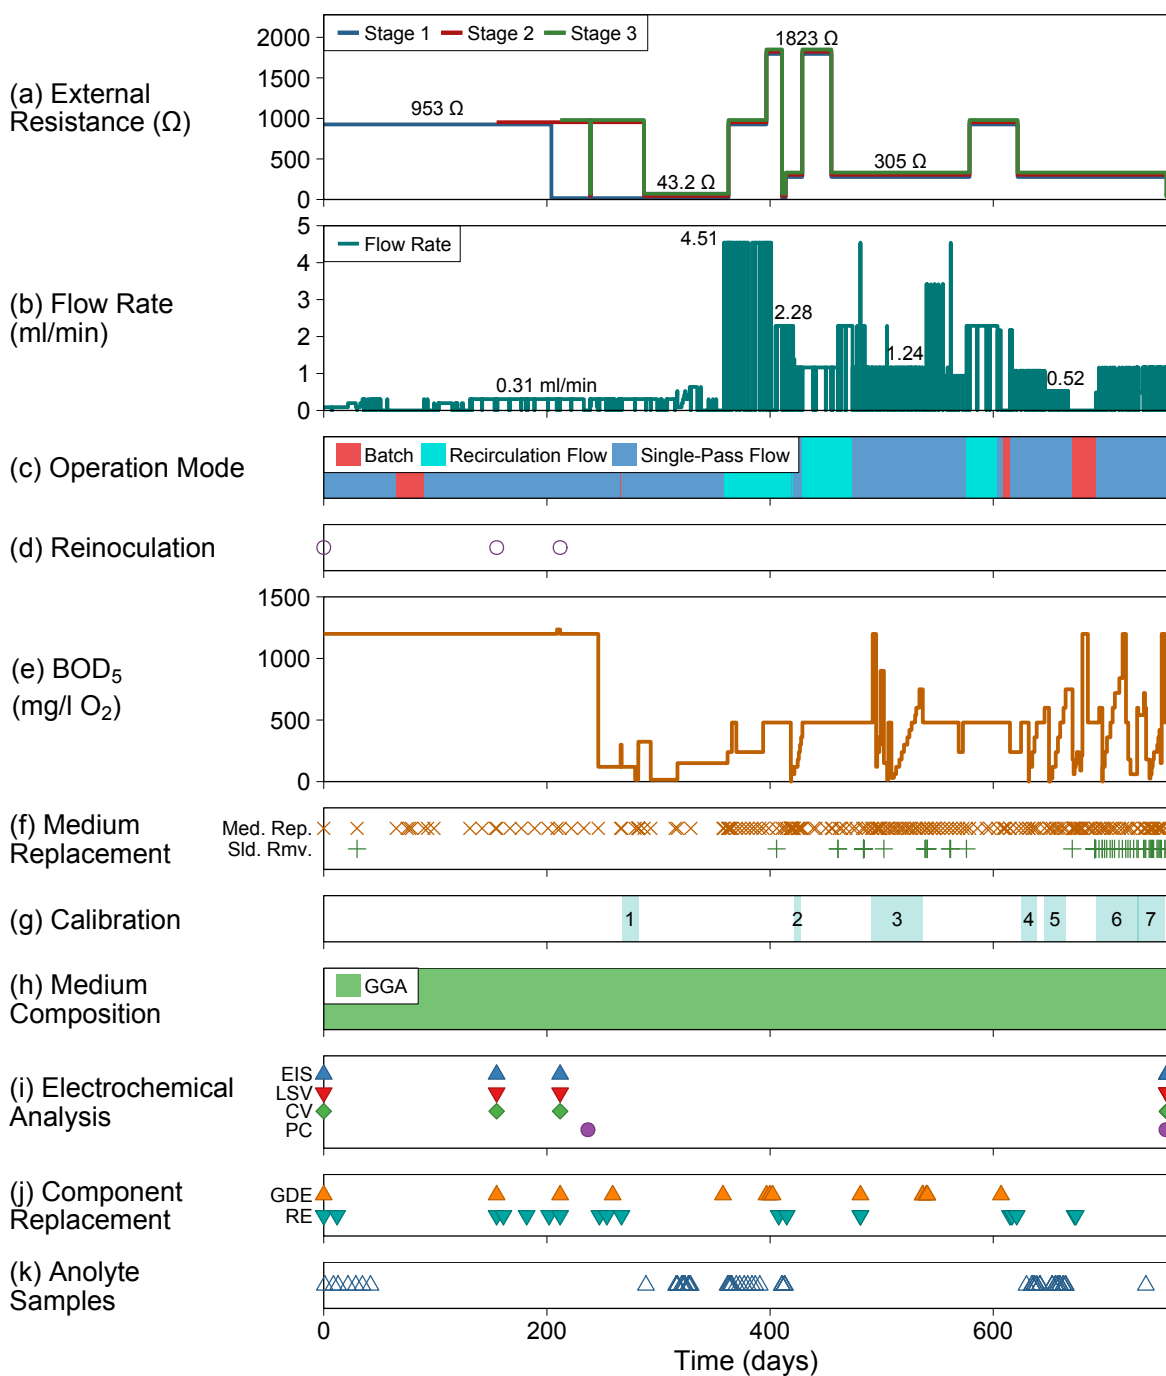 (a) External
Resistance (Ω)
2000
1500
1000
500
0
Stage 1 Stage 2 Stage 3
953 Ω
43.2 Ω
1823 Ω
305 Ω
(b) Flow Rate
(ml/min)
5
4
3
2
1
0
Flow Rate
0.31 ml/min
4.51
2.28
1.24
0.52
(c) Operation Mode
Batch Recirculation Flow Single-Pass Flow
(d) Reinoculation
(e) BOD5
(mg/l O2)
1500
1000
500
0
(f) Medium
Replacement
Med. Rep.
Sld. Rmv.
(g) Calibration
1 2 3 4 5 6 7
(h) Medium
Composition
GGA
(i) Electrochemical
Analysis
EIS
LSV
CV
PC
(j) Component
Replacement
GDE
RE
(k) Anolyte
Samples
0 200 400 600
Time (days)